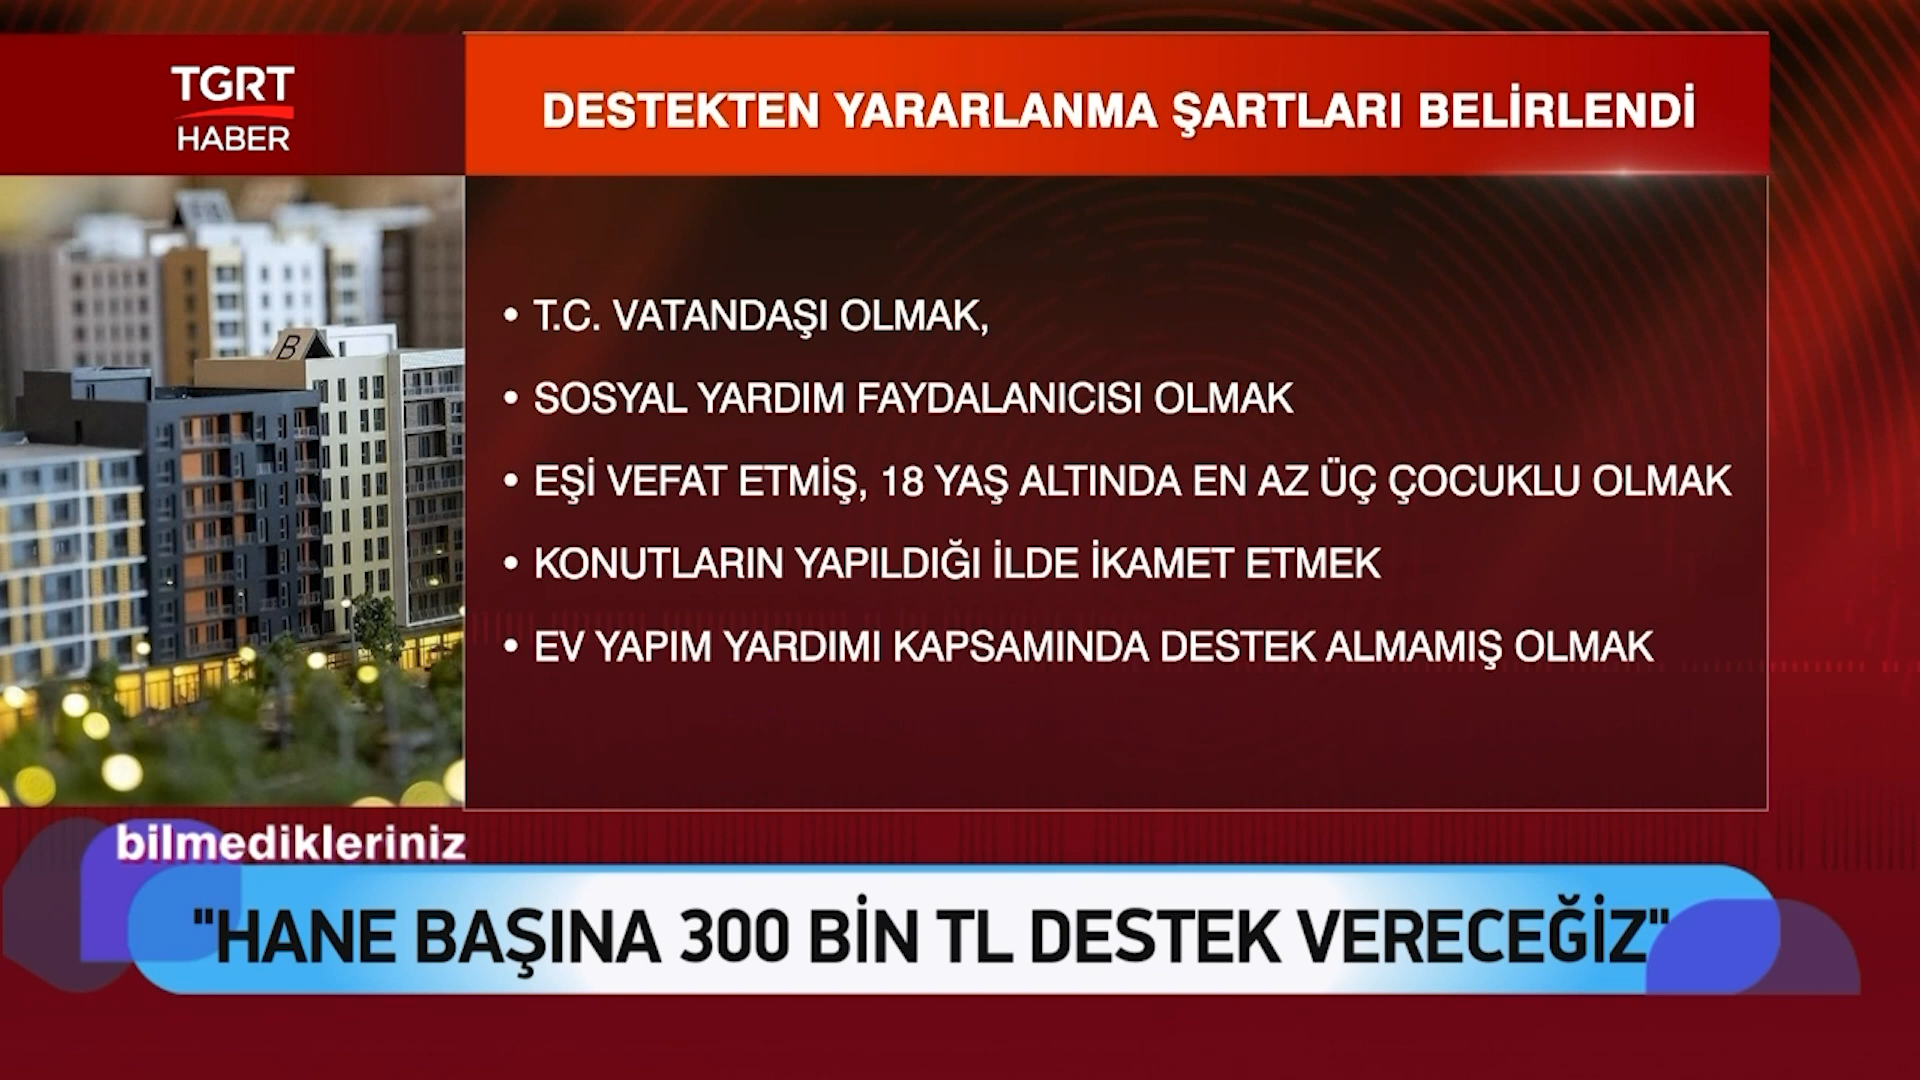 TGRT
HABER
DESTEKTEN YARARLANMA ŞARTLARI BELİRLENDİ
B
• T.C. VATANDAŞI OLMAK,
• SOSYAL YARDIM FAYDALANICISI OLMAK
• EŞİ VEFAT ETMİŞ, 18 YAŞ ALTINDA EN AZ ÜÇ ÇOCUKLU OLMAK
• KONUTLARIN YAPILDIĞI İLDE İKAMET ETMEK
• EV YAPIM YARDIMI KAPSAMINDA DESTEK ALMAMIŞ OLMAK
bilmedikleriniz
"HANE BAŞINA 300 BİN TL DESTEK VERECEĞİZ"